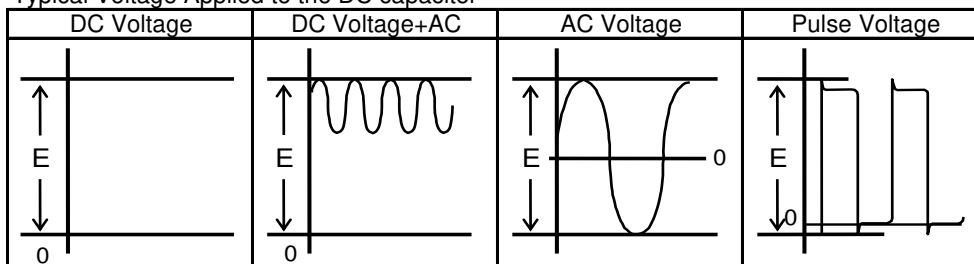 Typical Voltage Applied to the DC capacitor
DC Voltage
DC Voltage+AC
AC Voltage
Pulse Voltage
E
0
E
0
E
0
E
0